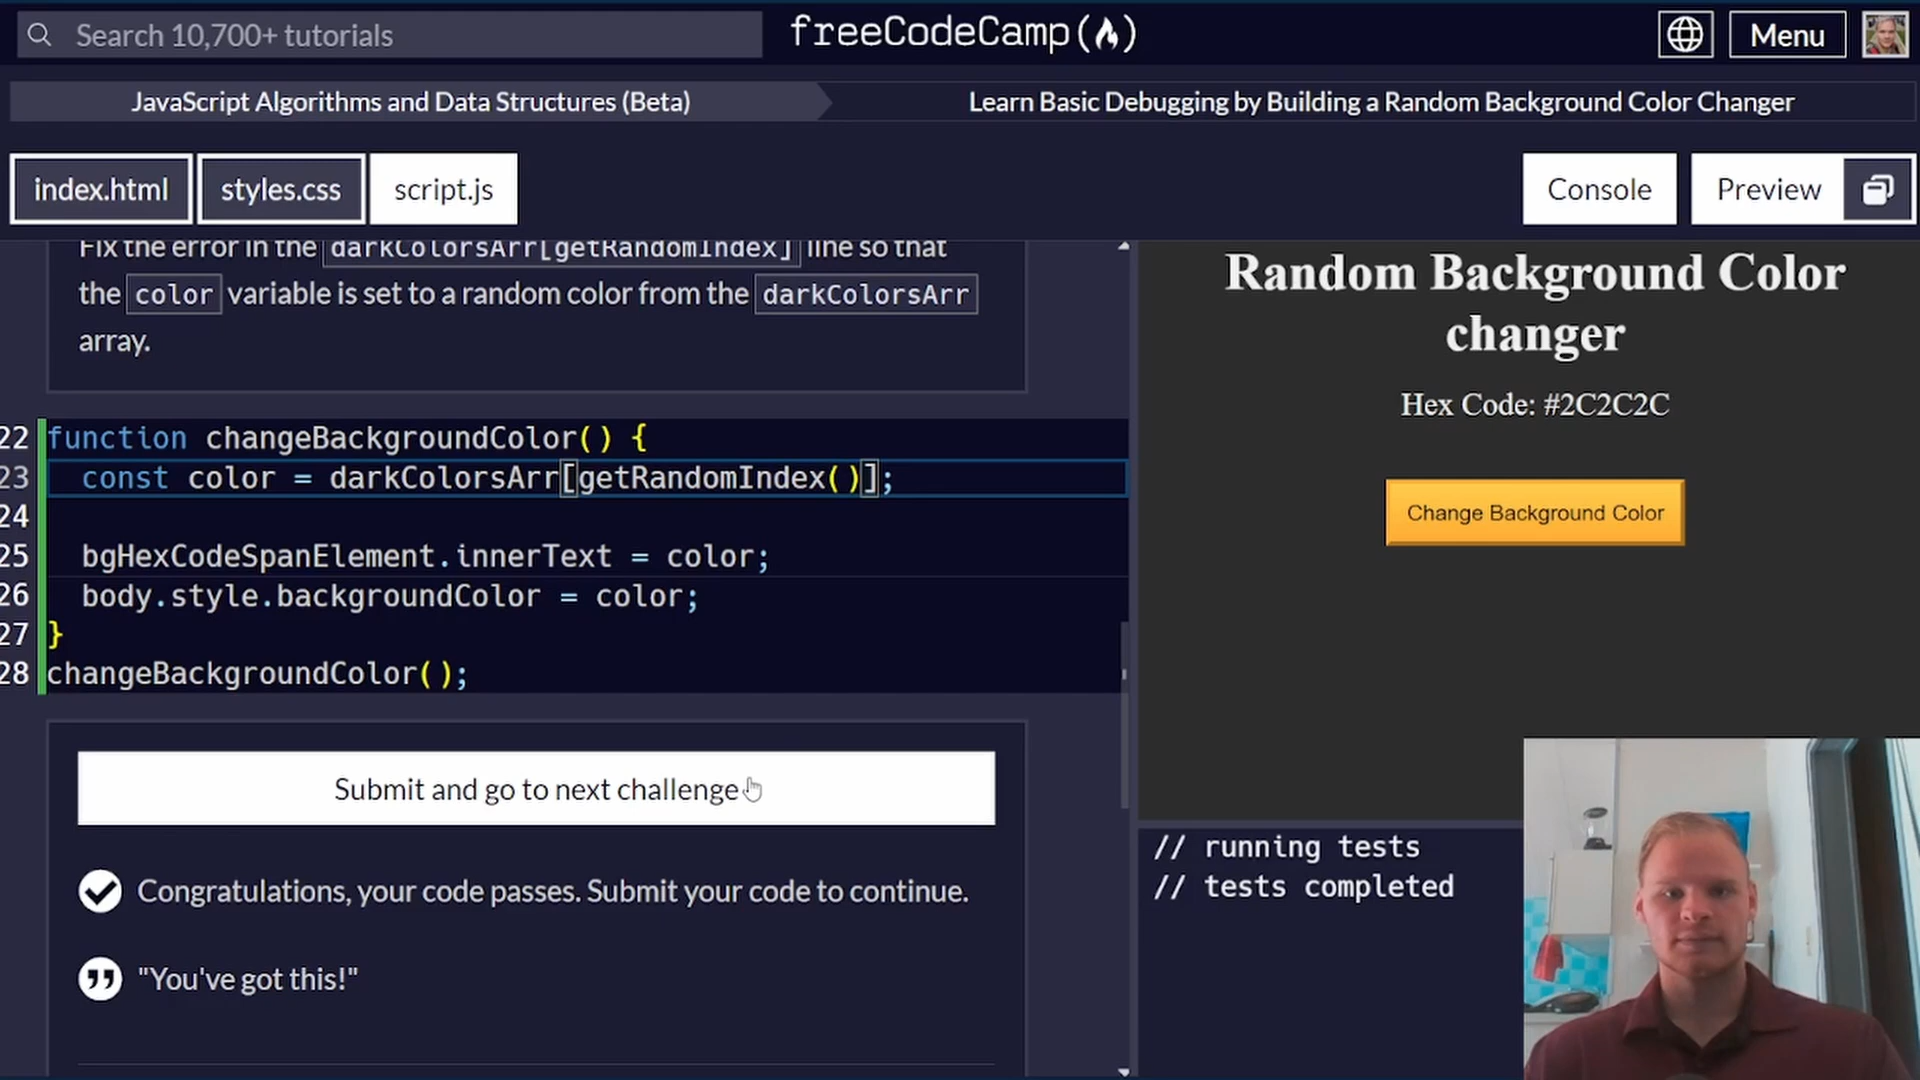 Search 10,700+ tutorials
freeCodeCamp
Menu
JavaScript Algorithms and Data Structures (Beta)
Learn Basic Debugging by Building a Random Background Color Changer
index.html
styles.css
script.js
Console
Preview
Fix the error in the darkColorsArr[getRandomIndex] line so that
the color variable is set to a random color from the darkColorsArr
array.
22 function changeBackgroundColor() {
23 const color = darkColorsArr[getRandomIndex()];
24
25 bgHexCodeSpanElement.innerText = color;
26 body.style.backgroundColor = color;
27 }
28 changeBackgroundColor();
Submit and go to next challenge
Congratulations, your code passes. Submit your code to continue.
"You've got this!"
Random Background Color
changer
Hex Code: #2C2C2C
Change Background Color
// running tests
// tests completed